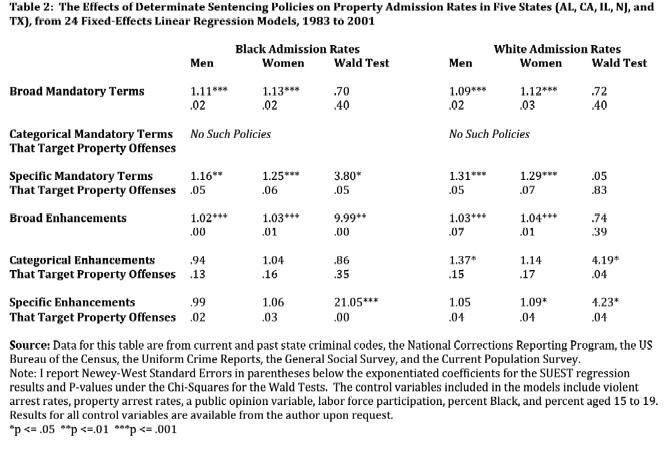 Table 2: The Effects of Determinate Sentencing Policies on Property Admission Rates in Five States (AL, CA, IL, NJ, and
TX), from 24 Fixed-Effects Linear Regression Models, 1983 to 2001
Black Admission Rates White Admission Rates
Men Women Wald Test Men Women Wald Test
Broad Mandatory Terms 1.11*** 1.13*** .70 1.09*** 1.12*** .72
.02 .02 .40 .02 .03 .40
Categorical Mandatory Terms No Such Policies No Such Policies
That Target Property Offenses
Specific Mandatory Terms 1.16** 1.25*** 3.80* 1.31*** 1.29*** .05
That Target Property Offenses .05 .06 .05 .05 .07 .83
Broad Enhancements 1.02*** 1.03*** 9.99** 1.03*** 1.04*** .74
.00 .01 .00 .07 .01 .39
Categorical Enhancements .94 1.04 .86 1.37* 1.14 4.19*
That Target Property Offenses .13 .16 .35 .15 .17 .04
Specific Enhancements .99 1.06 21.05*** 1.05 1.09* 4.23*
That Target Property Offenses .02 .03 .00 .04 .04 .04
Source: Data for this table are from current and past state criminal codes, the National Corrections Reporting Program, the US
Bureau of the Census, the Uniform Crime Reports, the General Social Survey, and the Current Population Survey.
Note: I report Newey-West Standard Errors in parentheses below the exponentiated coefficients for the SUEST regression
results and P-values under the Chi-Squares for the Wald Tests. The control variables included in the models include violent
arrest rates, property arrest rates, a public opinion variable, labor force participation, percent Black, and percent aged 15 to 19.
Results for all control variables are available from the author upon request.
*p <= .05 **p <=.01 ***p <= .001